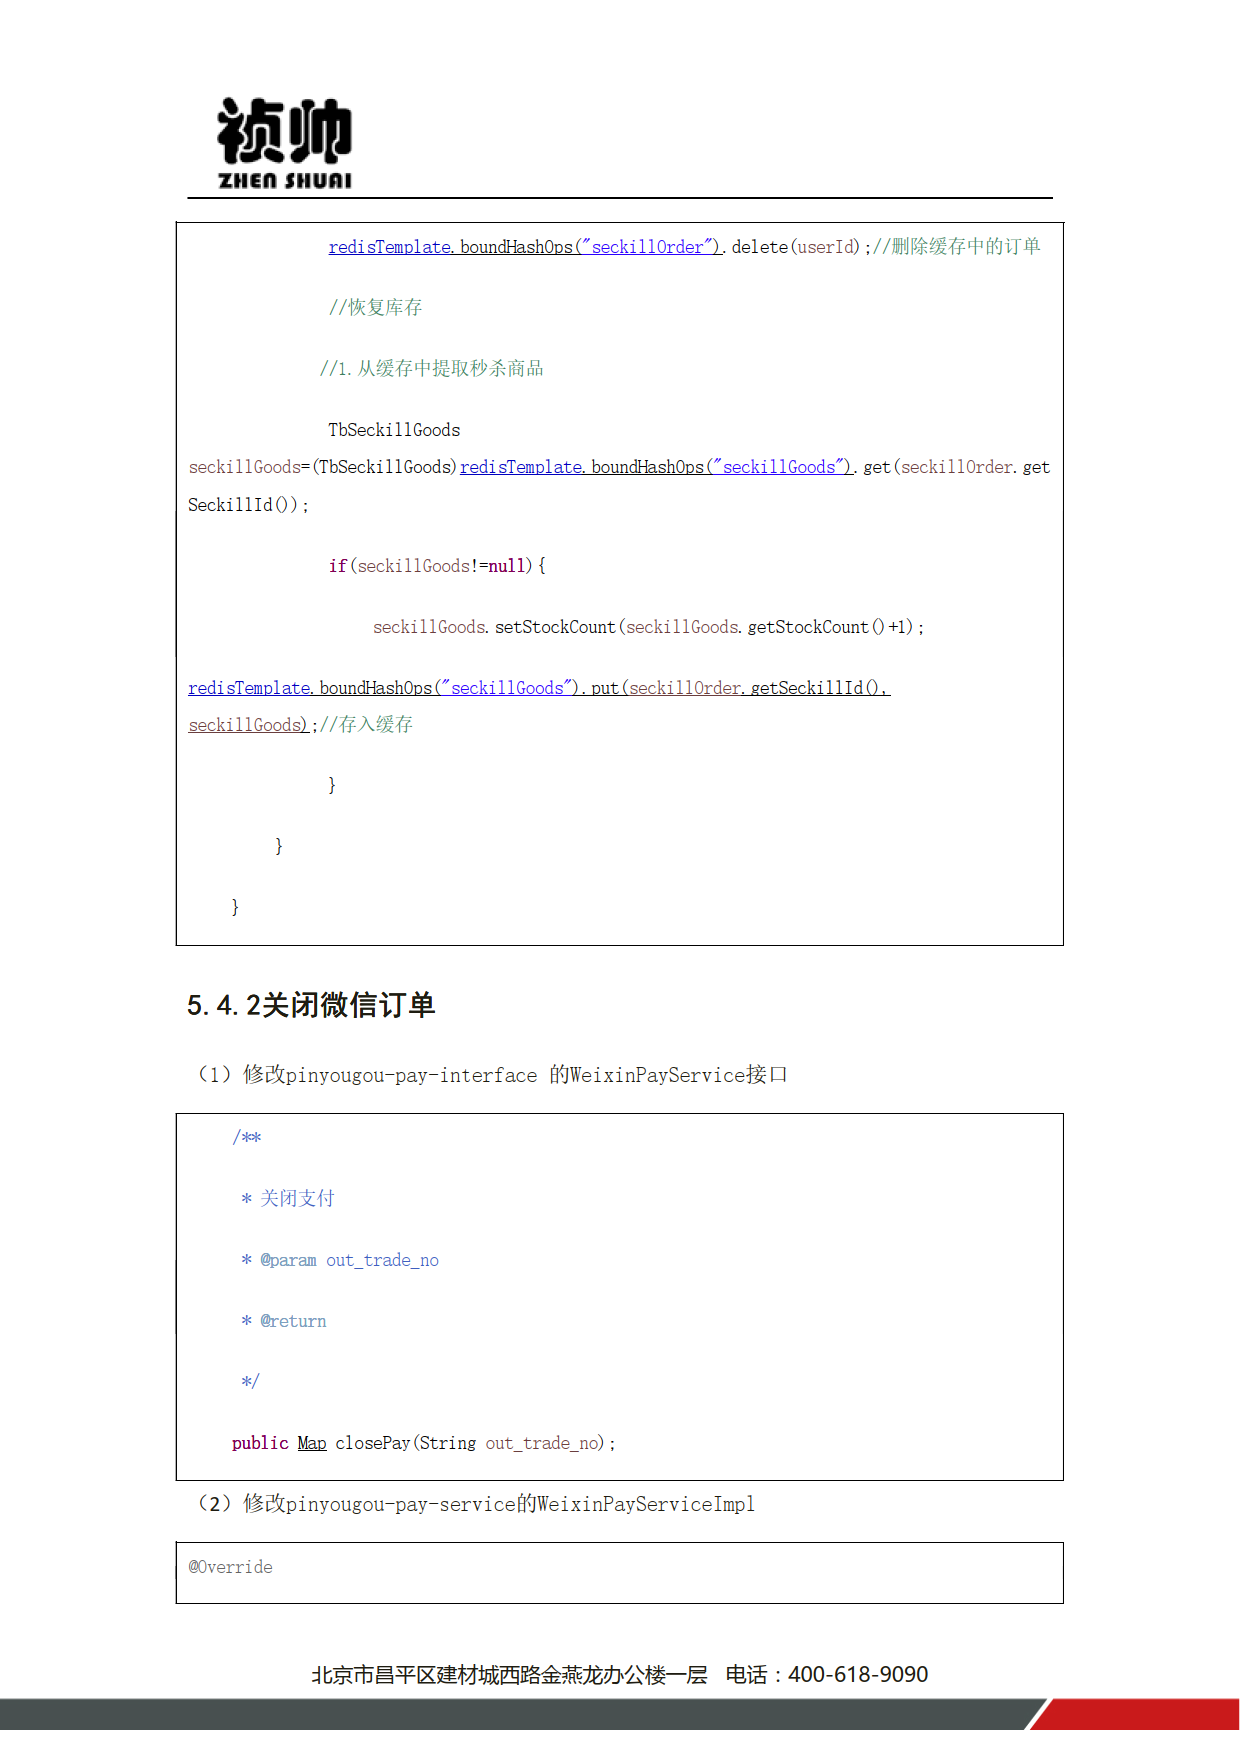 祯帅
ZHEN SHUAI
redisTemplate.boundHashOps("seckillOrder").delete(userId);//删除缓存中的订单
//恢复库存
//1.从缓存中提取秒杀商品
TbSeckillGoods
seckillGoods=(TbSeckillGoods)redisTemplate.boundHashOps("seckillGoods").get(seckillOrder.get
SeckillId());
if(seckillGoods!=null){
seckillGoods.setStockCount(seckillGoods.getStockCount()+1);
redisTemplate.boundHashOps("seckillGoods").put(seckillOrder.getSeckillId(),
seckillGoods);//存入缓存
}
}
}
5.4.2关闭微信订单
（1）修改pinyougou-pay-interface 的WeixinPayService接口
/**
* 关闭支付
* @param out_trade_no
* @return
*/
public Map closePay(String out_trade_no);
（2）修改pinyougou-pay-service的WeixinPayServiceImpl
@Override
北京市昌平区建材城西路金燕龙办公楼一层 电话：400-618-9090